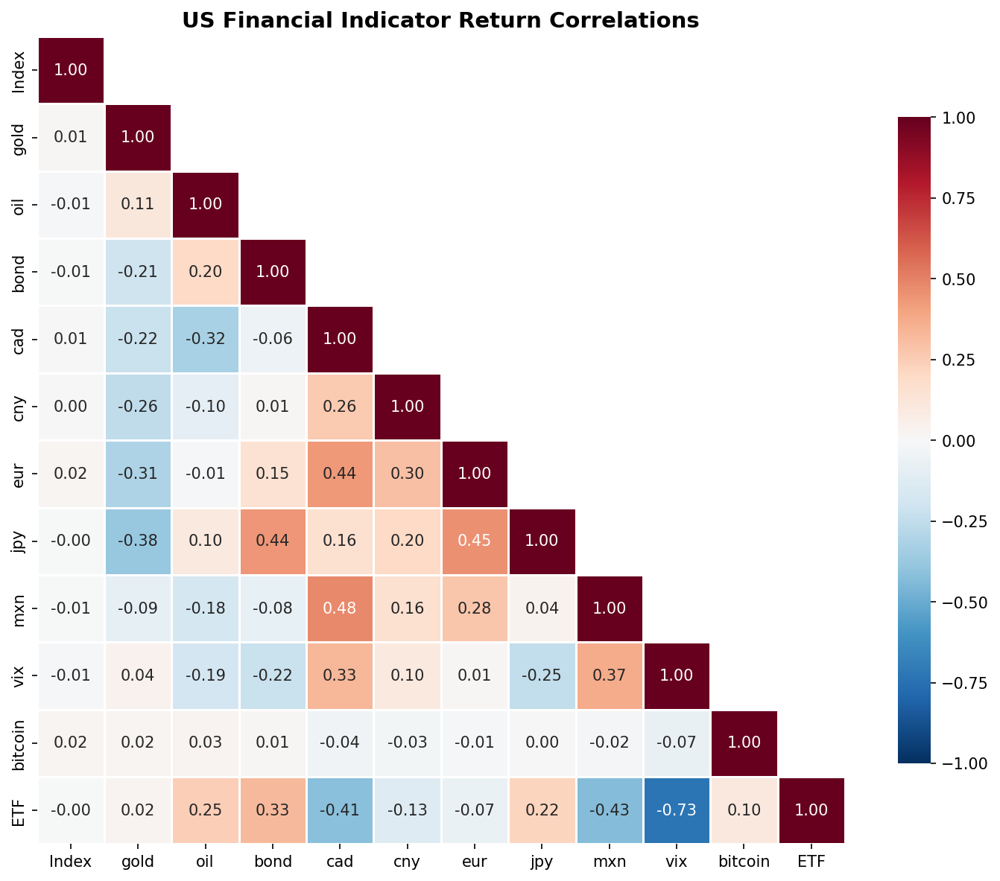 US Financial Indicator Return Correlations
Index 1.00
gold 0.01 1.00
oil -0.01 0.11 1.00
bond -0.01 -0.21 0.20 1.00
cad 0.01 -0.22 -0.32 -0.06 1.00
cny 0.00 -0.26 -0.10 0.01 0.26 1.00
eur 0.02 -0.31 -0.01 0.15 0.44 0.30 1.00
jpy -0.00 -0.38 0.10 0.44 0.16 0.20 0.45 1.00
mxn -0.01 -0.09 -0.18 -0.08 0.48 0.16 0.28 0.04 1.00
vix -0.01 0.04 -0.19 -0.22 0.33 0.10 0.01 -0.25 0.37 1.00
bitcoin 0.02 0.02 0.03 0.01 -0.04 -0.03 -0.01 0.00 -0.02 -0.07 1.00
ETF -0.00 0.02 0.25 0.33 -0.41 -0.13 -0.07 0.22 -0.43 -0.73 0.10 1.00
Index gold oil bond cad cny eur jpy mxn vix bitcoin ETF
1.00
0.75
0.50
0.25
0.00
−0.25
−0.50
−0.75
−1.00